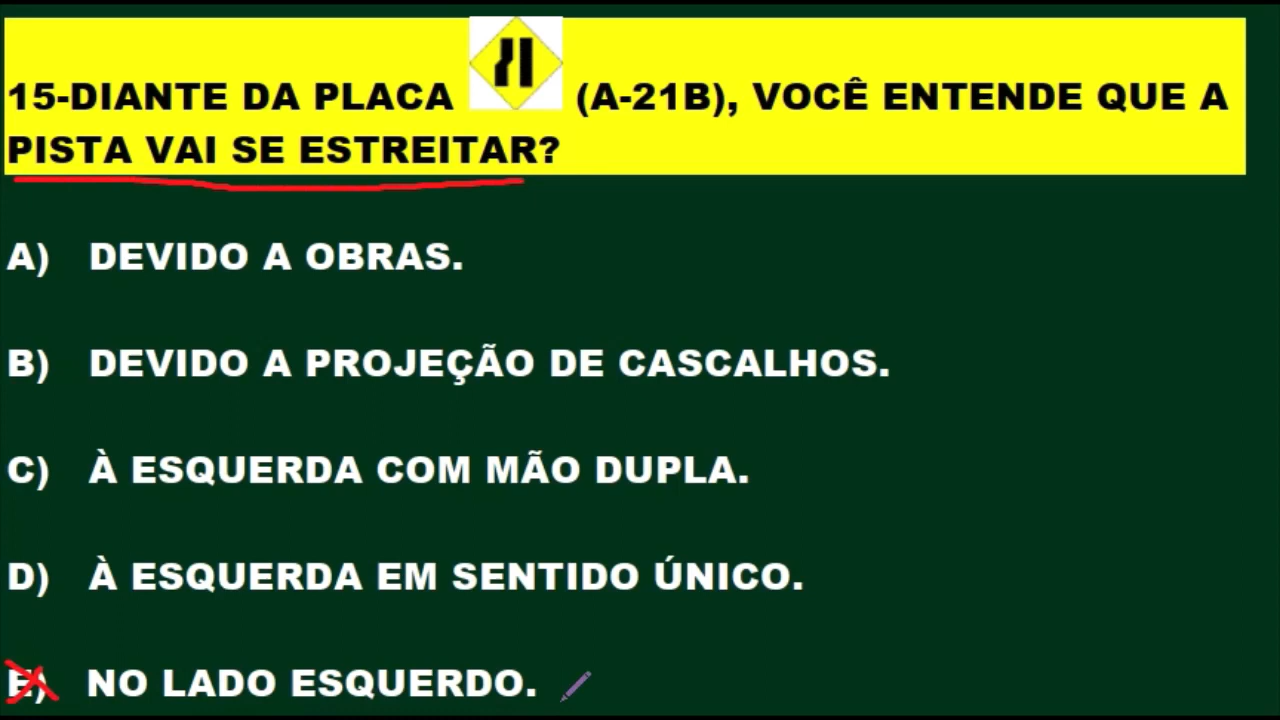 15-DIANTE DA PLACA (A-21B), VOCÊ ENTENDE QUE A
PISTA VAI SE ESTREITAR?
A) DEVIDO A OBRAS.
B) DEVIDO A PROJEÇÃO DE CASCALHOS.
C) À ESQUERDA COM MÃO DUPLA.
D) À ESQUERDA EM SENTIDO ÚNICO.
E) NO LADO ESQUERDO.